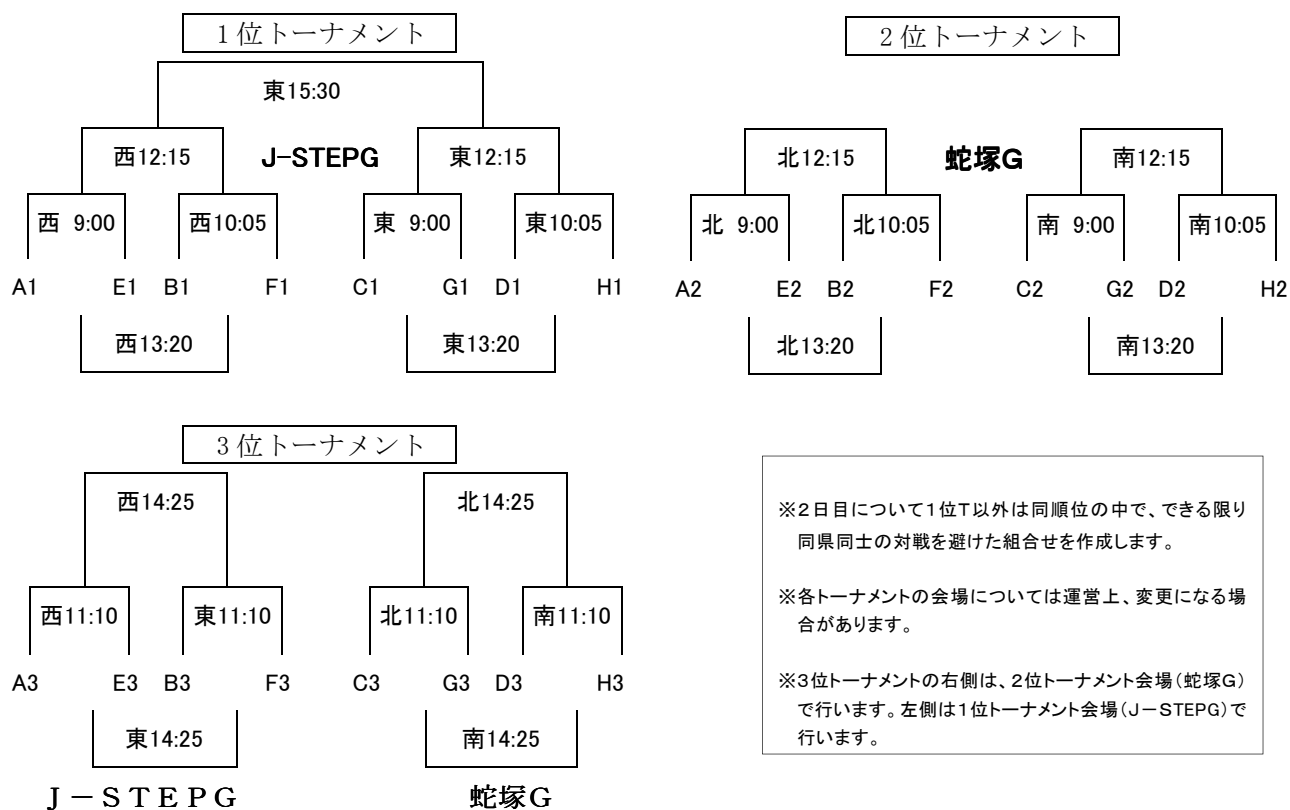 1位トーナメント
2位トーナメント
東15:30
西12:15 J-STEPG 東12:15
北12:15 蛇塚G 南12:15
西 9:00 西10:05 東 9:00 東10:05
北 9:00 北10:05 南 9:00 南10:05
A1 E1 B1 F1 C1 G1 D1 H1
A2 E2 B2 F2 C2 G2 D2 H2
西13:20 東13:20
北13:20 南13:20
3位トーナメント
西14:25 北14:25
西11:10 東11:10 北11:10 南11:10
A3 E3 B3 F3 C3 G3 D3 H3
東14:25 南14:25
J-STEPG 蛇塚G
※2日目について1位T以外は同順位の中で、できる限り
同県同士の対戦を避けた組合せを作成します。
※各トーナメントの会場については運営上、変更になる場
合があります。
※3位トーナメントの右側は、2位トーナメント会場(蛇塚G)
で行います。左側は1位トーナメント会場(J-STEPG)で
行います。